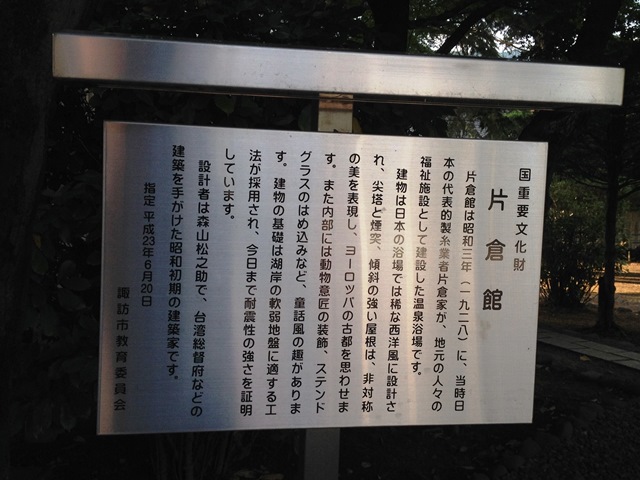 国重要文化財
片倉館
片倉館は昭和三年(一九二八)に、当時日
本の代表的製糸業者片倉家が、地元の人々の
福祉施設として建設した温泉浴場です。
建物は日本の浴場では稀な西洋風に設計さ
れ、尖塔と煙突、傾斜の強い屋根は、非対称
の美を表現し、ヨーロッパの古都を思わせま
す。また内部には動物意匠の装飾、ステンド
グラスのはめ込みなど、童話風の趣がありま
す。建物の基礎は湖岸の軟弱地盤に適する工
法が採用され、今日まで耐震性の強さを証明
しています。
設計者は森山松之助で、台湾総督府などの
建築を手がけた昭和初期の建築家です。
指定 平成23年6月20日
諏訪市教育委員会